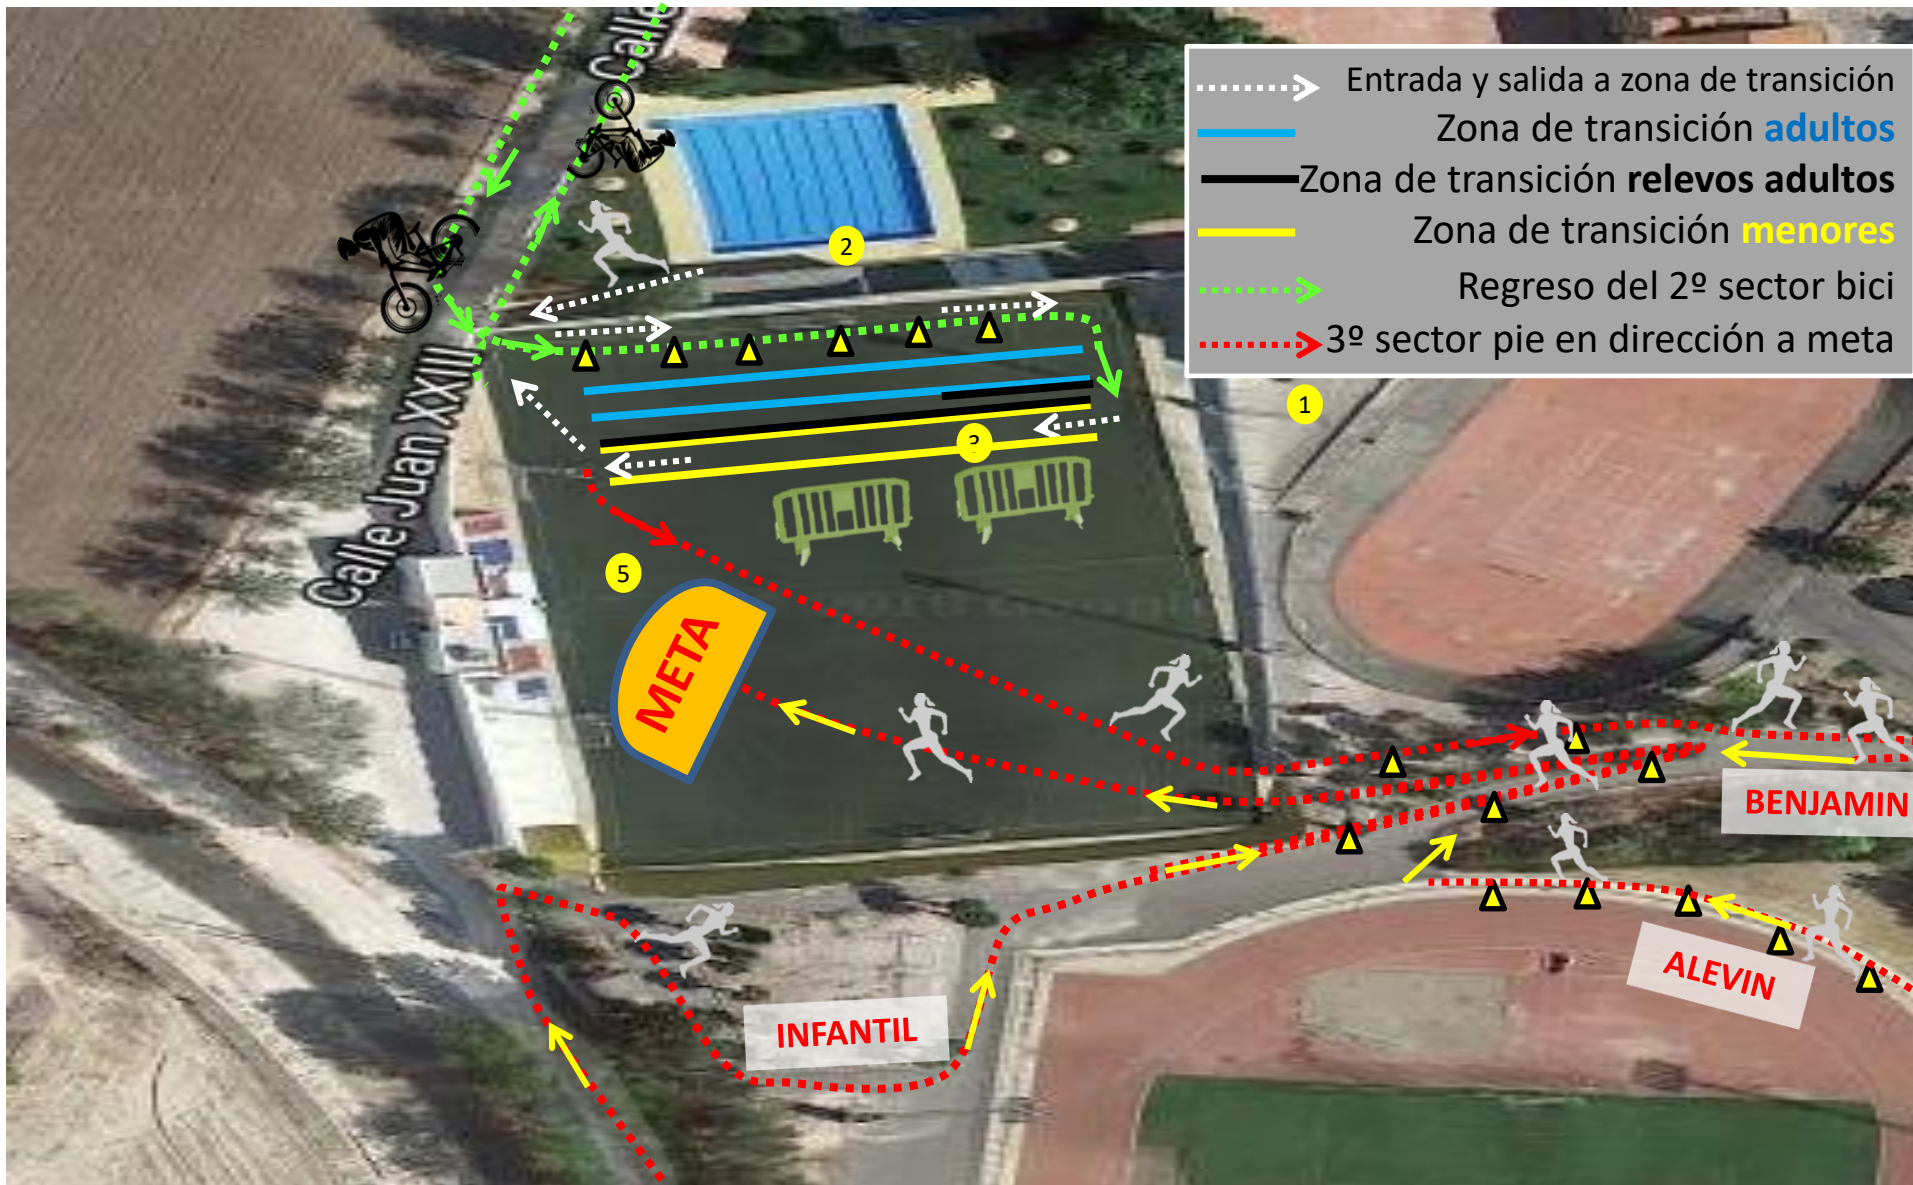 Calle
Entrada y salida a zona de transición
Zona de transición adultos
Zona de transición relevos adultos
Zona de transición menores
Regreso del 2º sector bici
3º sector pie en dirección a meta
2
1
Calle Juan XXIII
3
5
META
BENJAMIN
ALEVIN
INFANTIL